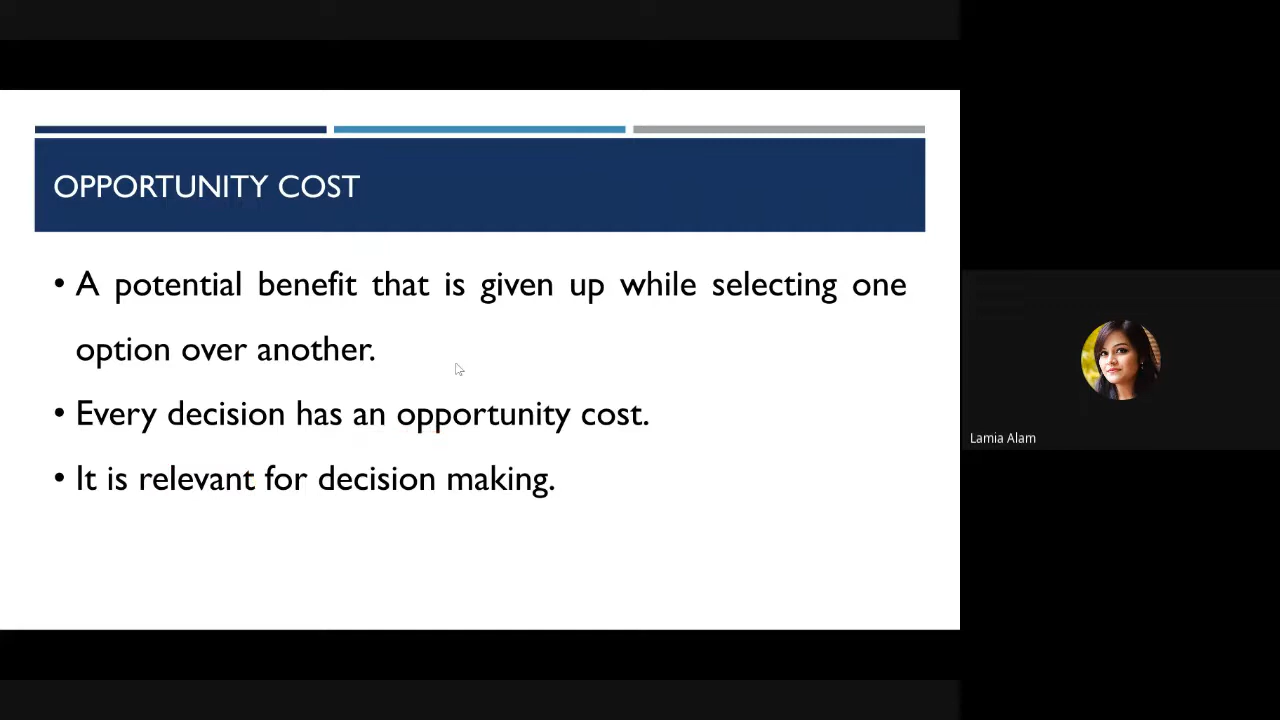 OPPORTUNITY COST
• A potential benefit that is given up while selecting one
option over another.
• Every decision has an opportunity cost.
• It is relevant for decision making.
Lamia Alam